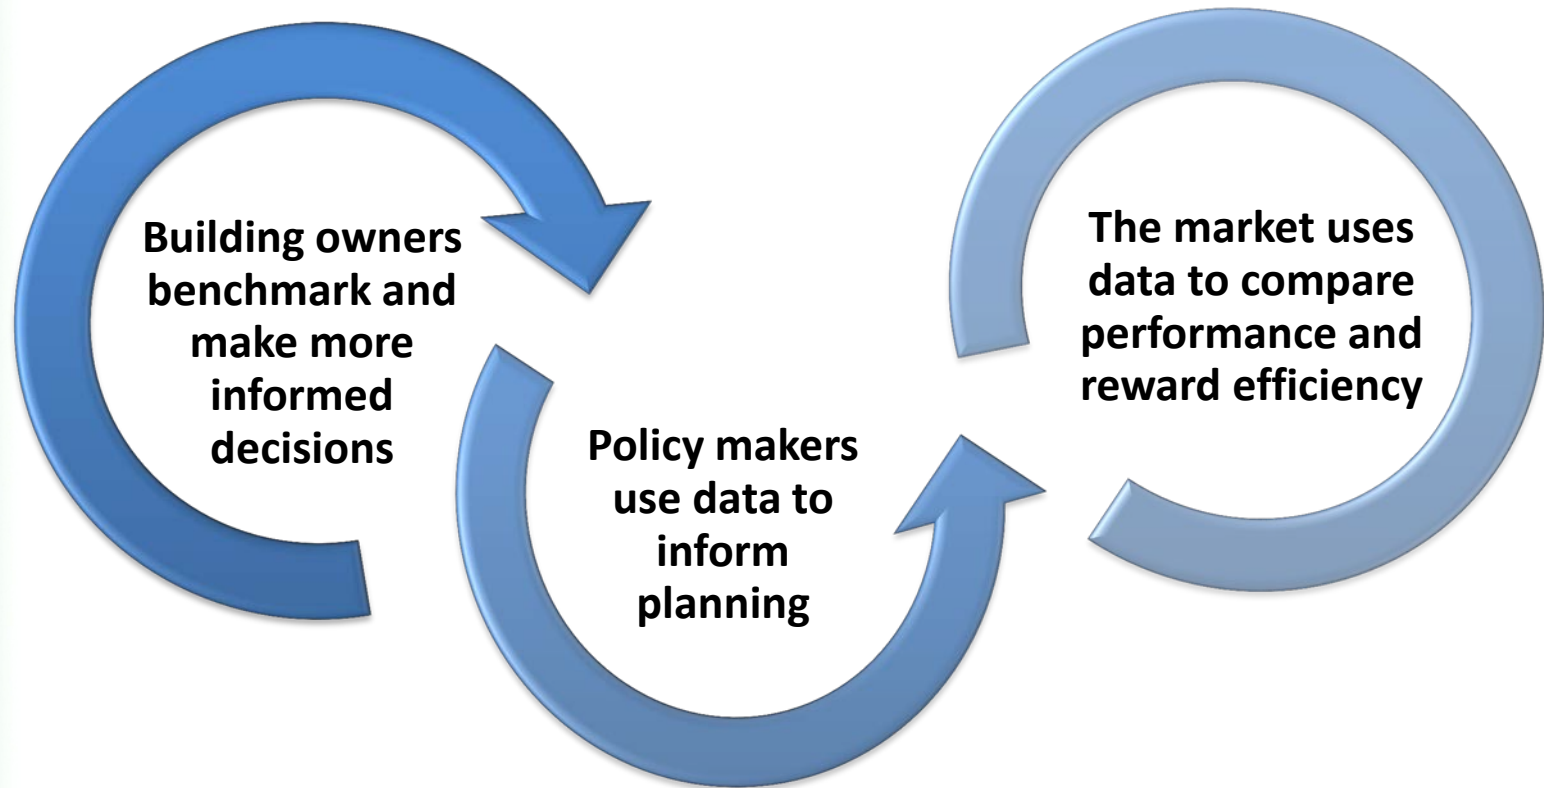 Building owners
benchmark and
make more
informed
decisions
Policy makers
use data to
inform
planning
The market uses
data to compare
performance and
reward efficiency